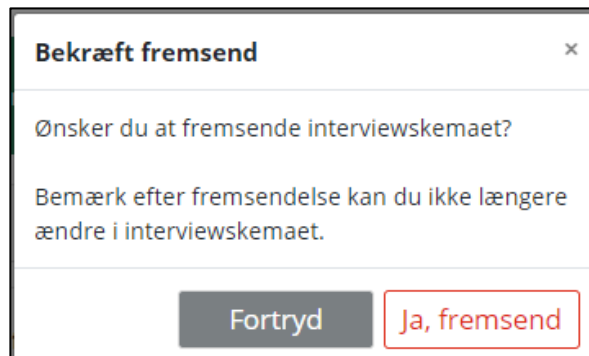 Bekræft fremsend ×
Ønsker du at fremsende interviewskemaet?
Bemærk efter fremsendelse kan du ikke længere
ændre i interviewskemaet.
Fortryd Ja, fremsend